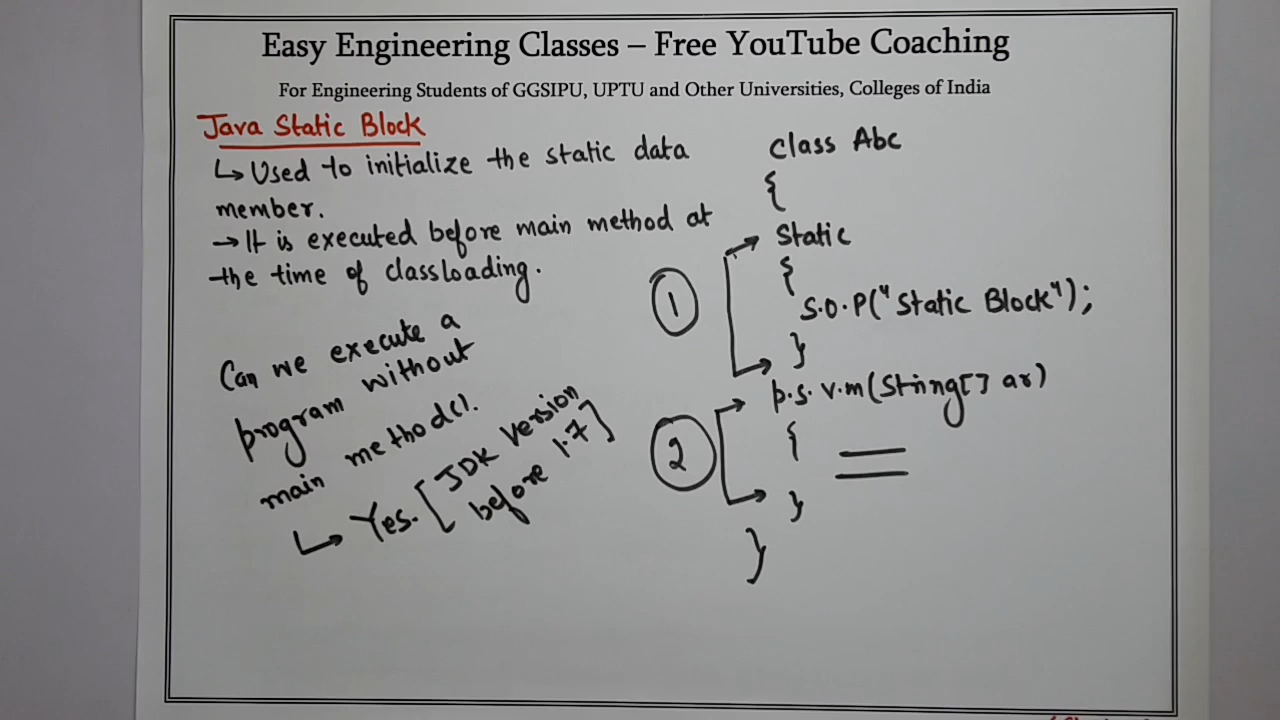 Easy Engineering Classes – Free YouTube Coaching
For Engineering Students of GGSIPU, UPTU and Other Universities, Colleges of India
Java Static Block
↳ Used to initialize the static data
member.
→ It is executed before main method at
the time of classloading.
Can we execute a
program without
main method().
↳ Yes. [JDK Version
before 1.7]
class Abc
{
Static
{
S.O.P("Static Block");
}
p.s.v.m(String[] ar)
{
}
}
1
2